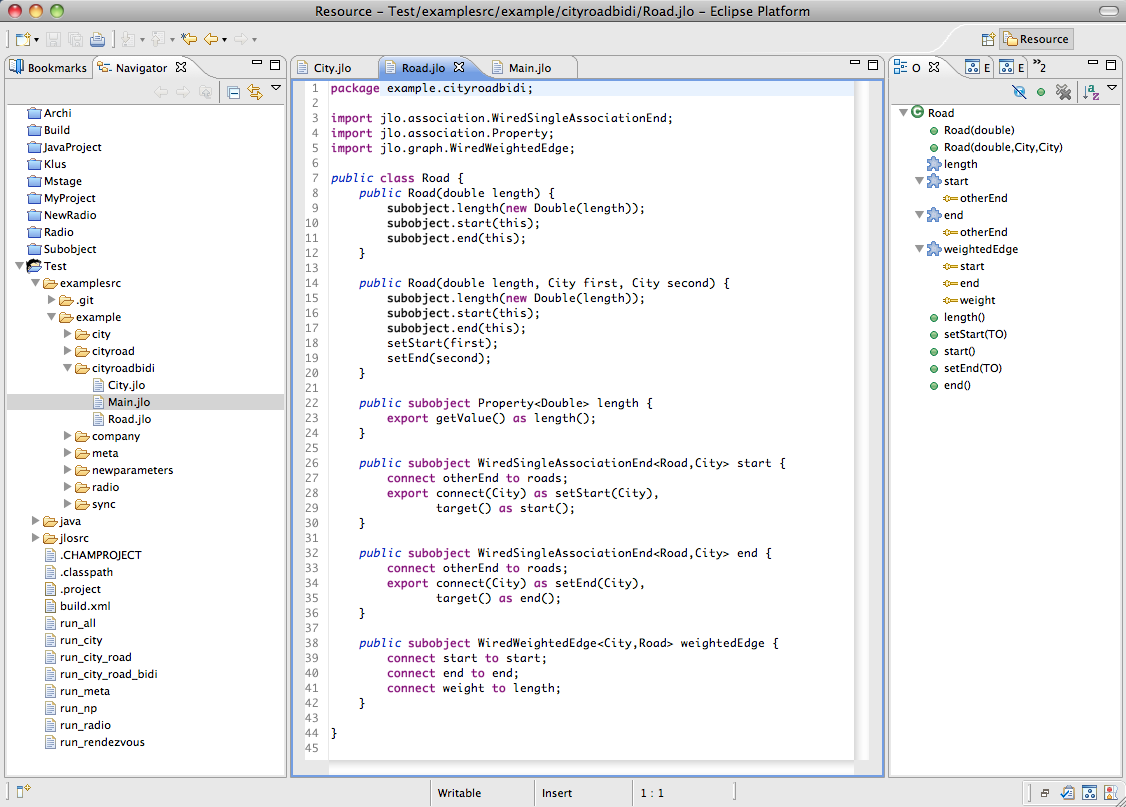 Resource – Test/examplesrc/example/cityroadbidi/Road.jlo – Eclipse Platform
Resource
Bookmarks
Navigator
Archi
Build
JavaProject
Klus
Mstage
MyProject
NewRadio
Radio
Subobject
Test
examplesrc
.git
example
city
cityroad
cityroadbidi
City.jlo
Main.jlo
Road.jlo
company
meta
newparameters
radio
sync
java
jlosrc
.CHAMPROJECT
.classpath
.project
build.xml
run_all
run_city
run_city_road
run_city_road_bidi
run_meta
run_np
run_radio
run_rendezvous
City.jlo
Road.jlo
Main.jlo
1 package example.cityroadbidi;
2
3 import jlo.association.WiredSingleAssociationEnd;
4 import jlo.association.Property;
5 import jlo.graph.WiredWeightedEdge;
6
7 public class Road {
8     public Road(double length) {
9         subobject.length(new Double(length));
10         subobject.start(this);
11         subobject.end(this);
12     }
13
14     public Road(double length, City first, City second) {
15         subobject.length(new Double(length));
16         subobject.start(this);
17         subobject.end(this);
18         setStart(first);
19         setEnd(second);
20     }
21
22     public subobject Property<Double> length {
23         export getValue() as length();
24     }
25
26     public subobject WiredSingleAssociationEnd<Road,City> start {
27         connect otherEnd to roads;
28         export connect(City) as setStart(City),
29                target() as start();
30     }
31
32     public subobject WiredSingleAssociationEnd<Road,City> end {
33         connect otherEnd to roads;
34         export connect(City) as setEnd(City),
35                target() as end();
36     }
37
38     public subobject WiredWeightedEdge<City,Road> weightedEdge {
39         connect start to start;
40         connect end to end;
41         connect weight to length;
42     }
43
44 }
45
O
E
E
»2
Road
Road(double)
Road(double,City,City)
length
start
otherEnd
end
otherEnd
weightedEdge
start
end
weight
length()
setStart(TO)
start()
setEnd(TO)
end()
Writable
Insert
1 : 1